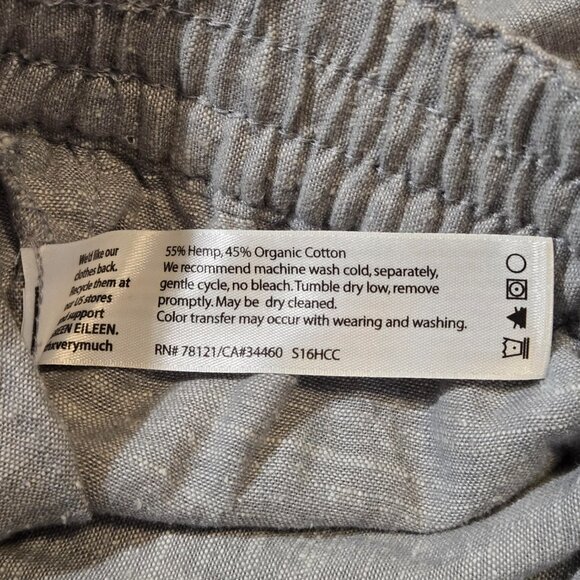 We'd like our
clothes back.
Recycle them at
our US stores
and support
GREEN EILEEN.
verymuch
55% Hemp, 45% Organic Cotton
We recommend machine wash cold, separately,
gentle cycle, no bleach. Tumble dry low, remove
promptly. May be dry cleaned.
Color transfer may occur with wearing and washing.
RN# 78121/CA#34460 S16HCC